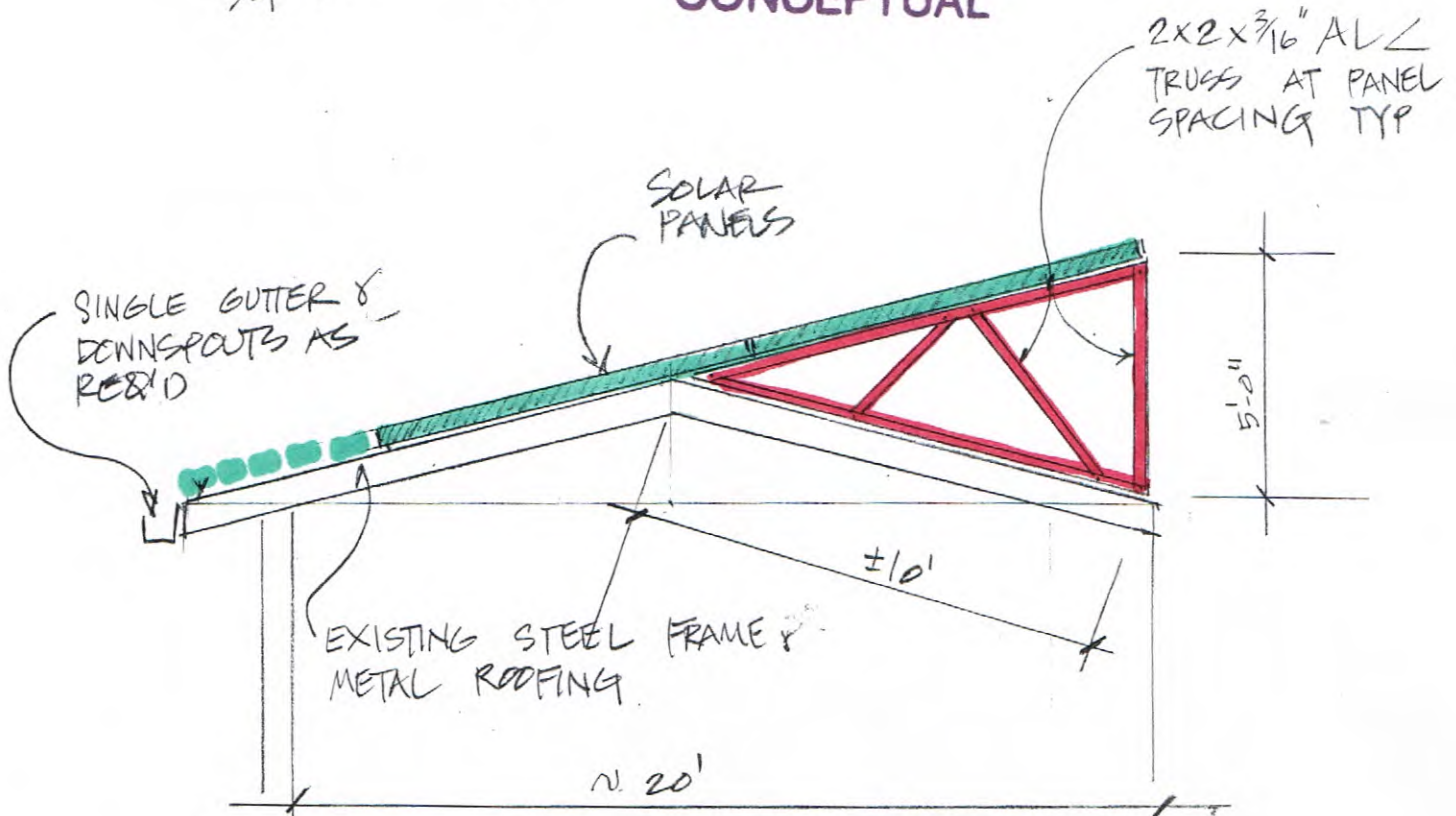 CONCEPTUAL
2x2x3/16" AL ∠
TRUSS AT PANEL
SPACING TYP
SOLAR
PANELS
SINGLE GUTTER &
DOWNSPOUTS AS
REQ'D
5'-0"
±10'
EXISTING STEEL FRAME &
METAL ROOFING
~ 20'